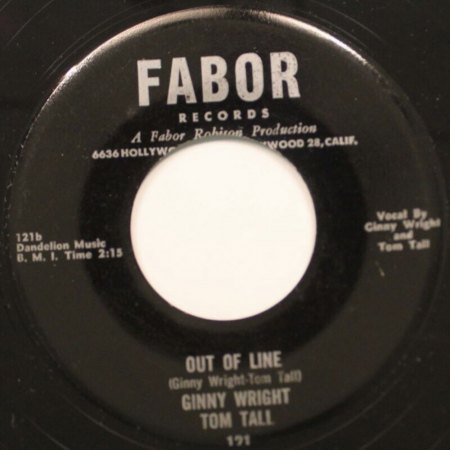 FABOR
RECORDS
A Fabor Robison Production
6636 HOLLYWO WOOD 28, CALIF.
121b
Dandelion Music
B. M. I. Time 2:15
Vocal By
Ginny Wright
and
Tom Tall
OUT OF LINE
(Ginny Wright-Tom Tall)
GINNY WRIGHT
TOM TALL
121